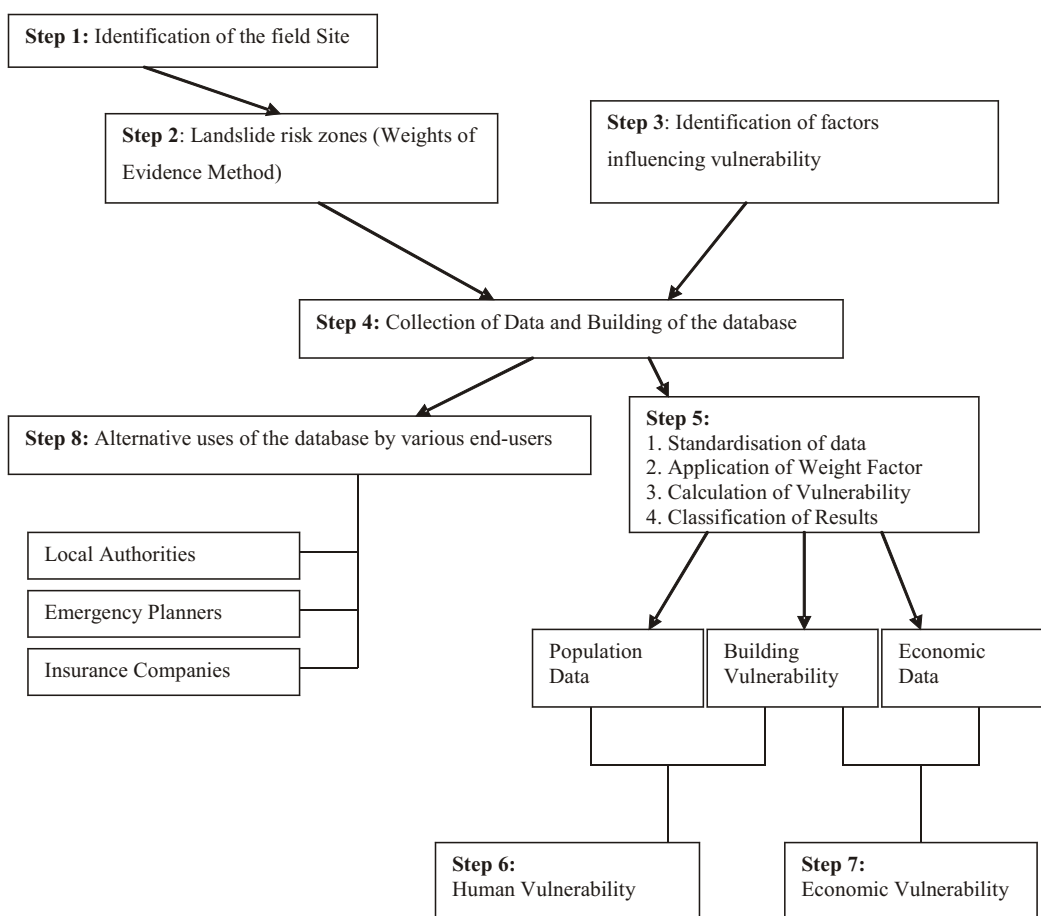 Step 1: Identification of the field Site
Step 2: Landslide risk zones (Weights of
Evidence Method)
Step 3: Identification of factors
influencing vulnerability
Step 4: Collection of Data and Building of the database
Step 8: Alternative uses of the database by various end-users
Local Authorities
Emergency Planners
Insurance Companies
Step 5:
1. Standardisation of data
2. Application of Weight Factor
3. Calculation of Vulnerability
4. Classification of Results
Population
Data
Building
Vulnerability
Economic
Data
Step 6:
Human Vulnerability
Step 7:
Economic Vulnerability